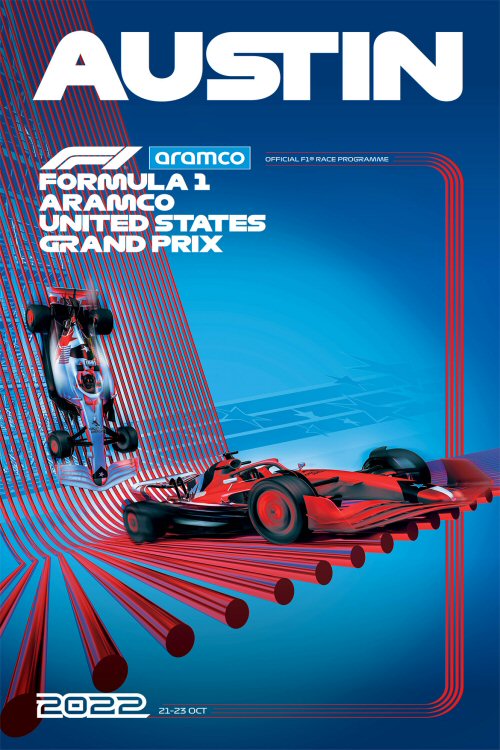 AUSTIN
F1 aramco OFFICIAL F1® RACE PROGRAMME
FORMULA 1
ARAMCO
UNITED STATES
GRAND PRIX
2022 21-23 OCT